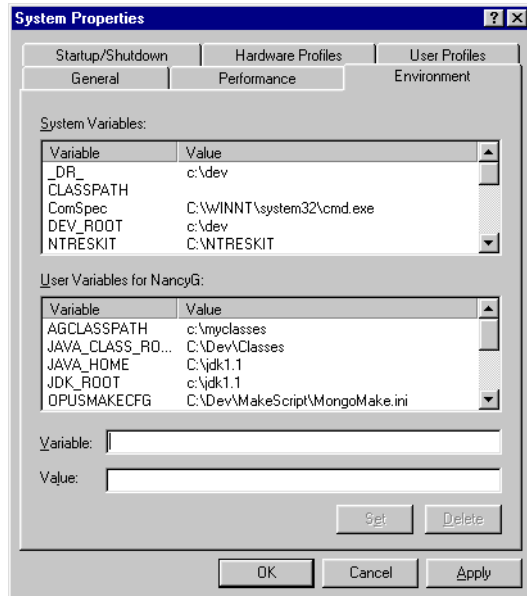 System Properties
Startup/Shutdown Hardware Profiles User Profiles
General Performance Environment
System Variables:
Variable Value
_DR_ c:\dev
CLASSPATH
ComSpec C:\WINNT\system32\cmd.exe
DEV_ROOT c:\dev
NTRESKIT C:\NTRESKIT
User Variables for NancyG:
Variable Value
AGCLASSPATH c:\myclasses
JAVA_CLASS_RO... C:\Dev\Classes
JAVA_HOME C:\jdk1.1
JDK_ROOT c:\jdk1.1
OPUSMAKECFG C:\Dev\MakeScript\MongoMake.ini
Variable:
Value:
Set Delete
OK Cancel Apply